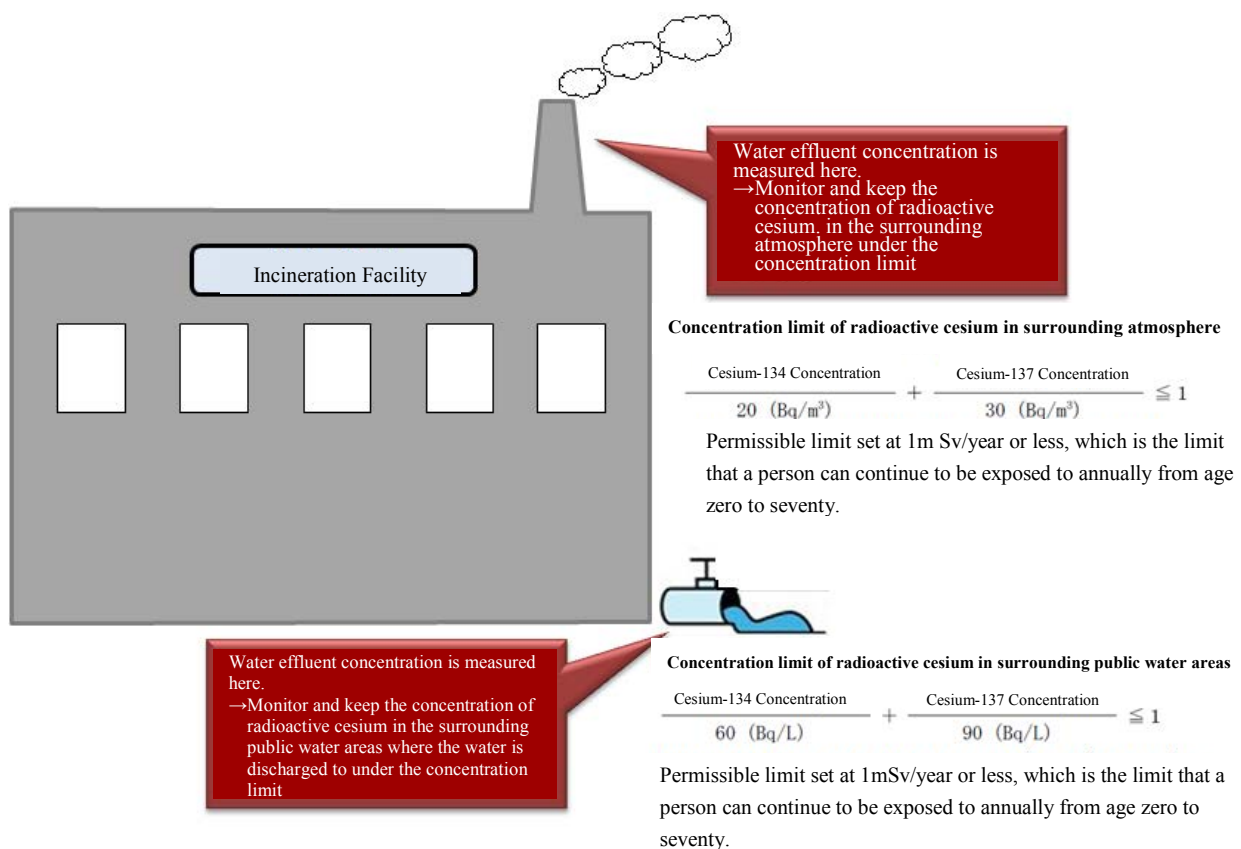 Water effluent concentration is
measured here.
→Monitor and keep the
concentration of radioactive
cesium. in the surrounding
atmosphere under the
concentration limit
Incineration Facility
Concentration limit of radioactive cesium in surrounding atmosphere
Cesium-134 Concentration
20 (Bq/m³)
+
Cesium-137 Concentration
30 (Bq/m³)
≦ 1
Permissible limit set at 1m Sv/year or less, which is the limit
that a person can continue to be exposed to annually from age
zero to seventy.
Water effluent concentration is measured
here.
→Monitor and keep the concentration of
radioactive cesium in the surrounding
public water areas where the water is
discharged to under the concentration
limit
Concentration limit of radioactive cesium in surrounding public water areas
Cesium-134 Concentration
60 (Bq/L)
+
Cesium-137 Concentration
90 (Bq/L)
≦ 1
Permissible limit set at 1mSv/year or less, which is the limit that a
person can continue to be exposed to annually from age zero to
seventy.